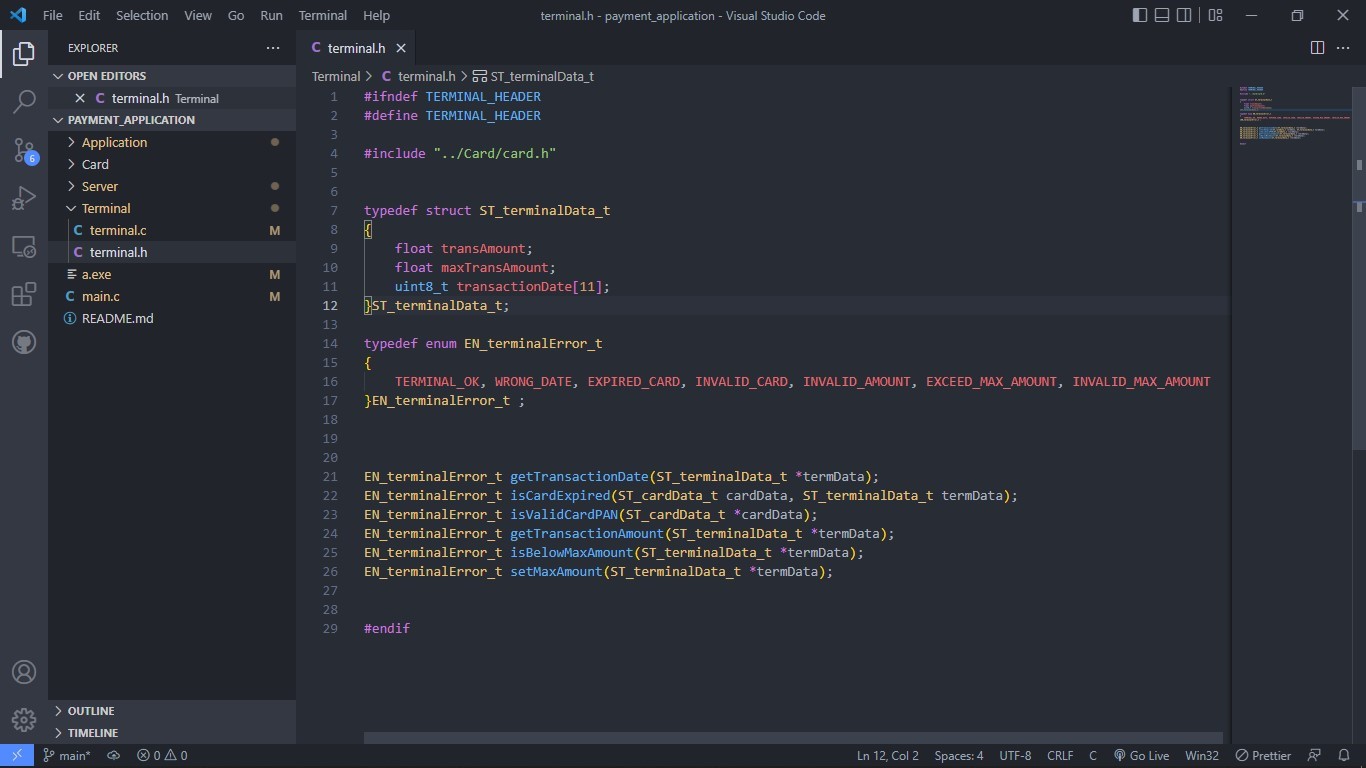 File Edit Selection View Go Run Terminal Help terminal.h - payment_application - Visual Studio Code
EXPLORER ···
OPEN EDITORS
terminal.h Terminal
PAYMENT_APPLICATION
Application
Card
Server
Terminal
C terminal.c M
C terminal.h
a.exe M
C main.c M
README.md
OUTLINE
TIMELINE
6
C terminal.h
Terminal > C terminal.h > ST_terminalData_t
1 #ifndef TERMINAL_HEADER
2 #define TERMINAL_HEADER
3
4 #include "../Card/card.h"
5
6
7 typedef struct ST_terminalData_t
8 {
9 float transAmount;
10 float maxTransAmount;
11 uint8_t transactionDate[11];
12 }ST_terminalData_t;
13
14 typedef enum EN_terminalError_t
15 {
16 TERMINAL_OK, WRONG_DATE, EXPIRED_CARD, INVALID_CARD, INVALID_AMOUNT, EXCEED_MAX_AMOUNT, INVALID_MAX_AMOUNT
17 }EN_terminalError_t ;
18
19
20
21 EN_terminalError_t getTransactionDate(ST_terminalData_t *termData);
22 EN_terminalError_t isCardExpired(ST_cardData_t cardData, ST_terminalData_t termData);
23 EN_terminalError_t isValidCardPAN(ST_cardData_t *cardData);
24 EN_terminalError_t getTransactionAmount(ST_terminalData_t *termData);
25 EN_terminalError_t isBelowMaxAmount(ST_terminalData_t *termData);
26 EN_terminalError_t setMaxAmount(ST_terminalData_t *termData);
27
28
29 #endif
main* 0 0 Ln 12, Col 2 Spaces: 4 UTF-8 CRLF C Go Live Win32 Prettier